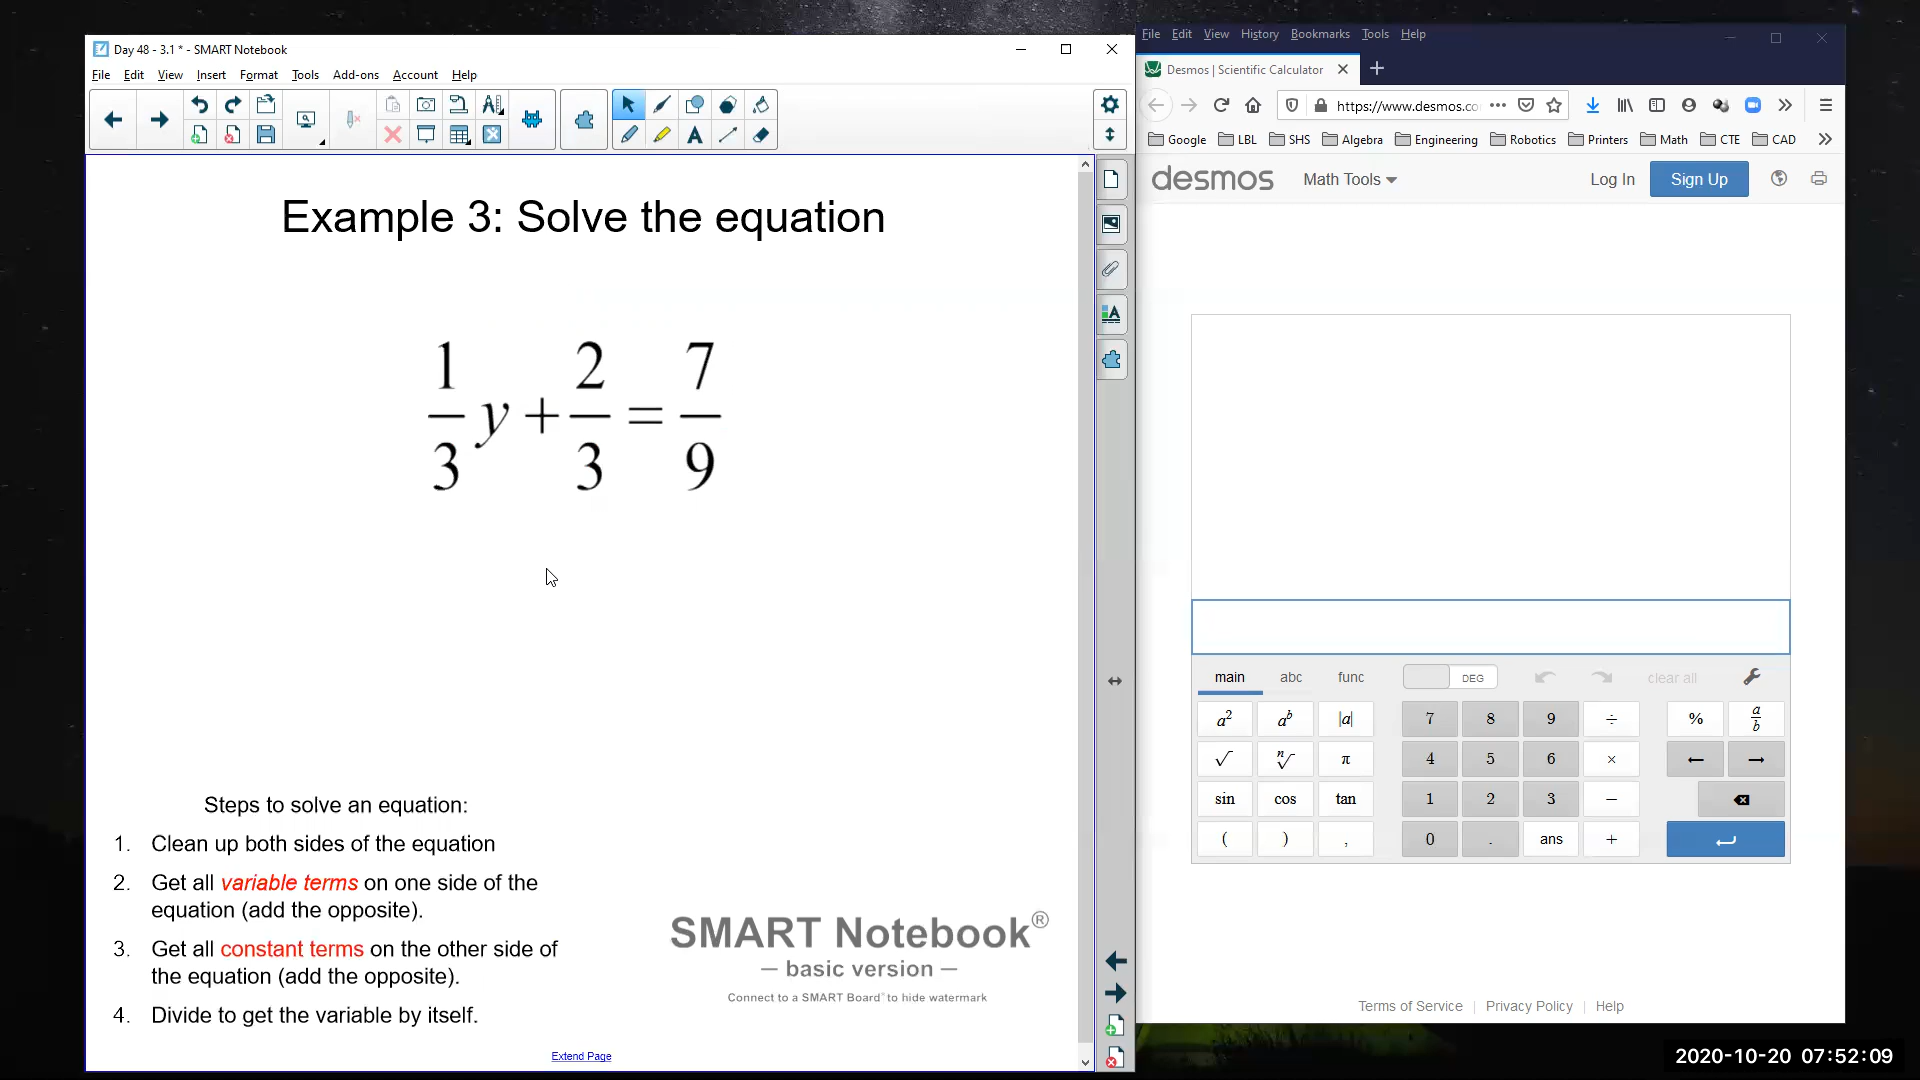 Day 48 - 3.1 * - SMART Notebook
File Edit View Insert Format Tools Add-ons Account Help
Example 3: Solve the equation
1/3 y + 2/3 = 7/9
Steps to solve an equation:
1. Clean up both sides of the equation
2. Get all variable terms on one side of the
equation (add the opposite).
3. Get all constant terms on the other side of
the equation (add the opposite).
4. Divide to get the variable by itself.
SMART Notebook®
— basic version —
Connect to a SMART Board® to hide watermark
Extend Page
File Edit View History Bookmarks Tools Help
Desmos | Scientific Calculator
https://www.desmos.co
Google LBL SHS Algebra Engineering Robotics Printers Math CTE CAD
desmos Math Tools Log In Sign Up
main abc func DEG clear all
a² aᵇ |a| 7 8 9 ÷ % a/b
√ ⁿ√ π 4 5 6 × ← →
sin cos tan 1 2 3 −
( ) , 0 . ans +
Terms of Service | Privacy Policy | Help
2020-10-20 07:52:09